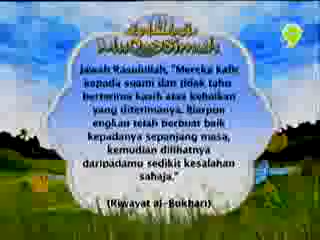 Jawab Rasulullah, "Mereka kafir
kepada suami dan tidak tahu
berterima kasih atas kebaikan
yang diterimanya. Biarpun
engkau telah berbuat baik
kepadanya sepanjang masa,
kemudian dilihatnya
daripadamu sedikit kesalahan
sahaja."
(Riwayat al-Bukhari)